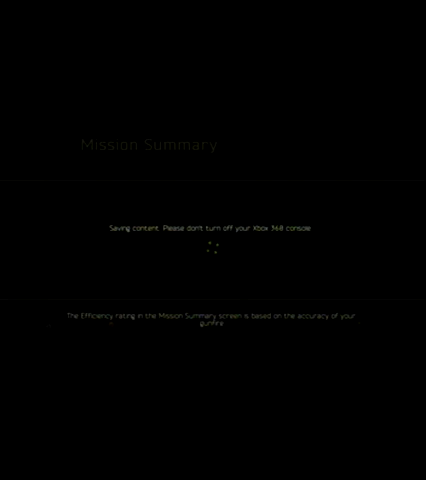 Mission Summary
Saving content. Please don't turn off your Xbox 360 console
The Efficiency rating in the Mission Summary screen is based on the accuracy of your
gunfire